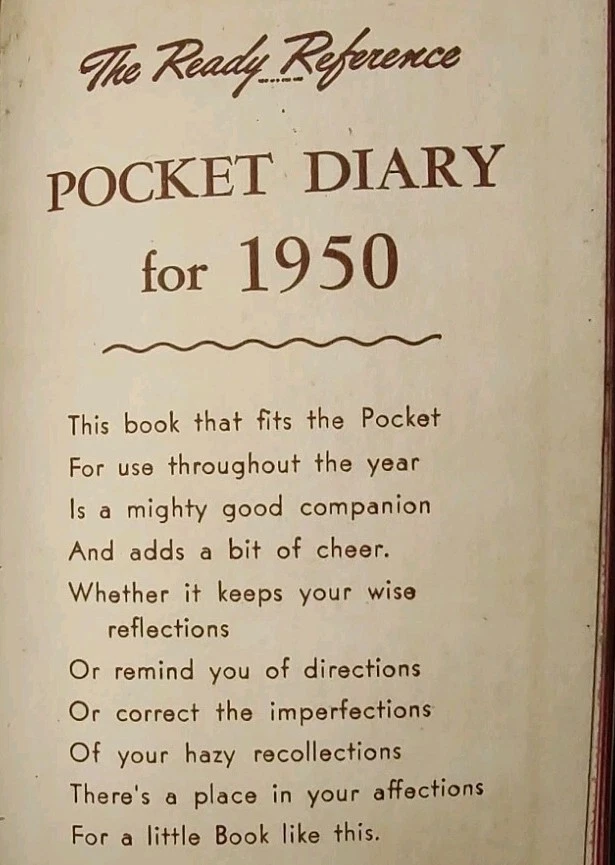 The Ready Reference
POCKET DIARY
for 1950
This book that fits the Pocket
For use throughout the year
Is a mighty good companion
And adds a bit of cheer.
Whether it keeps your wise
reflections
Or remind you of directions
Or correct the imperfections
Of your hazy recollections
There's a place in your affections
For a little Book like this.